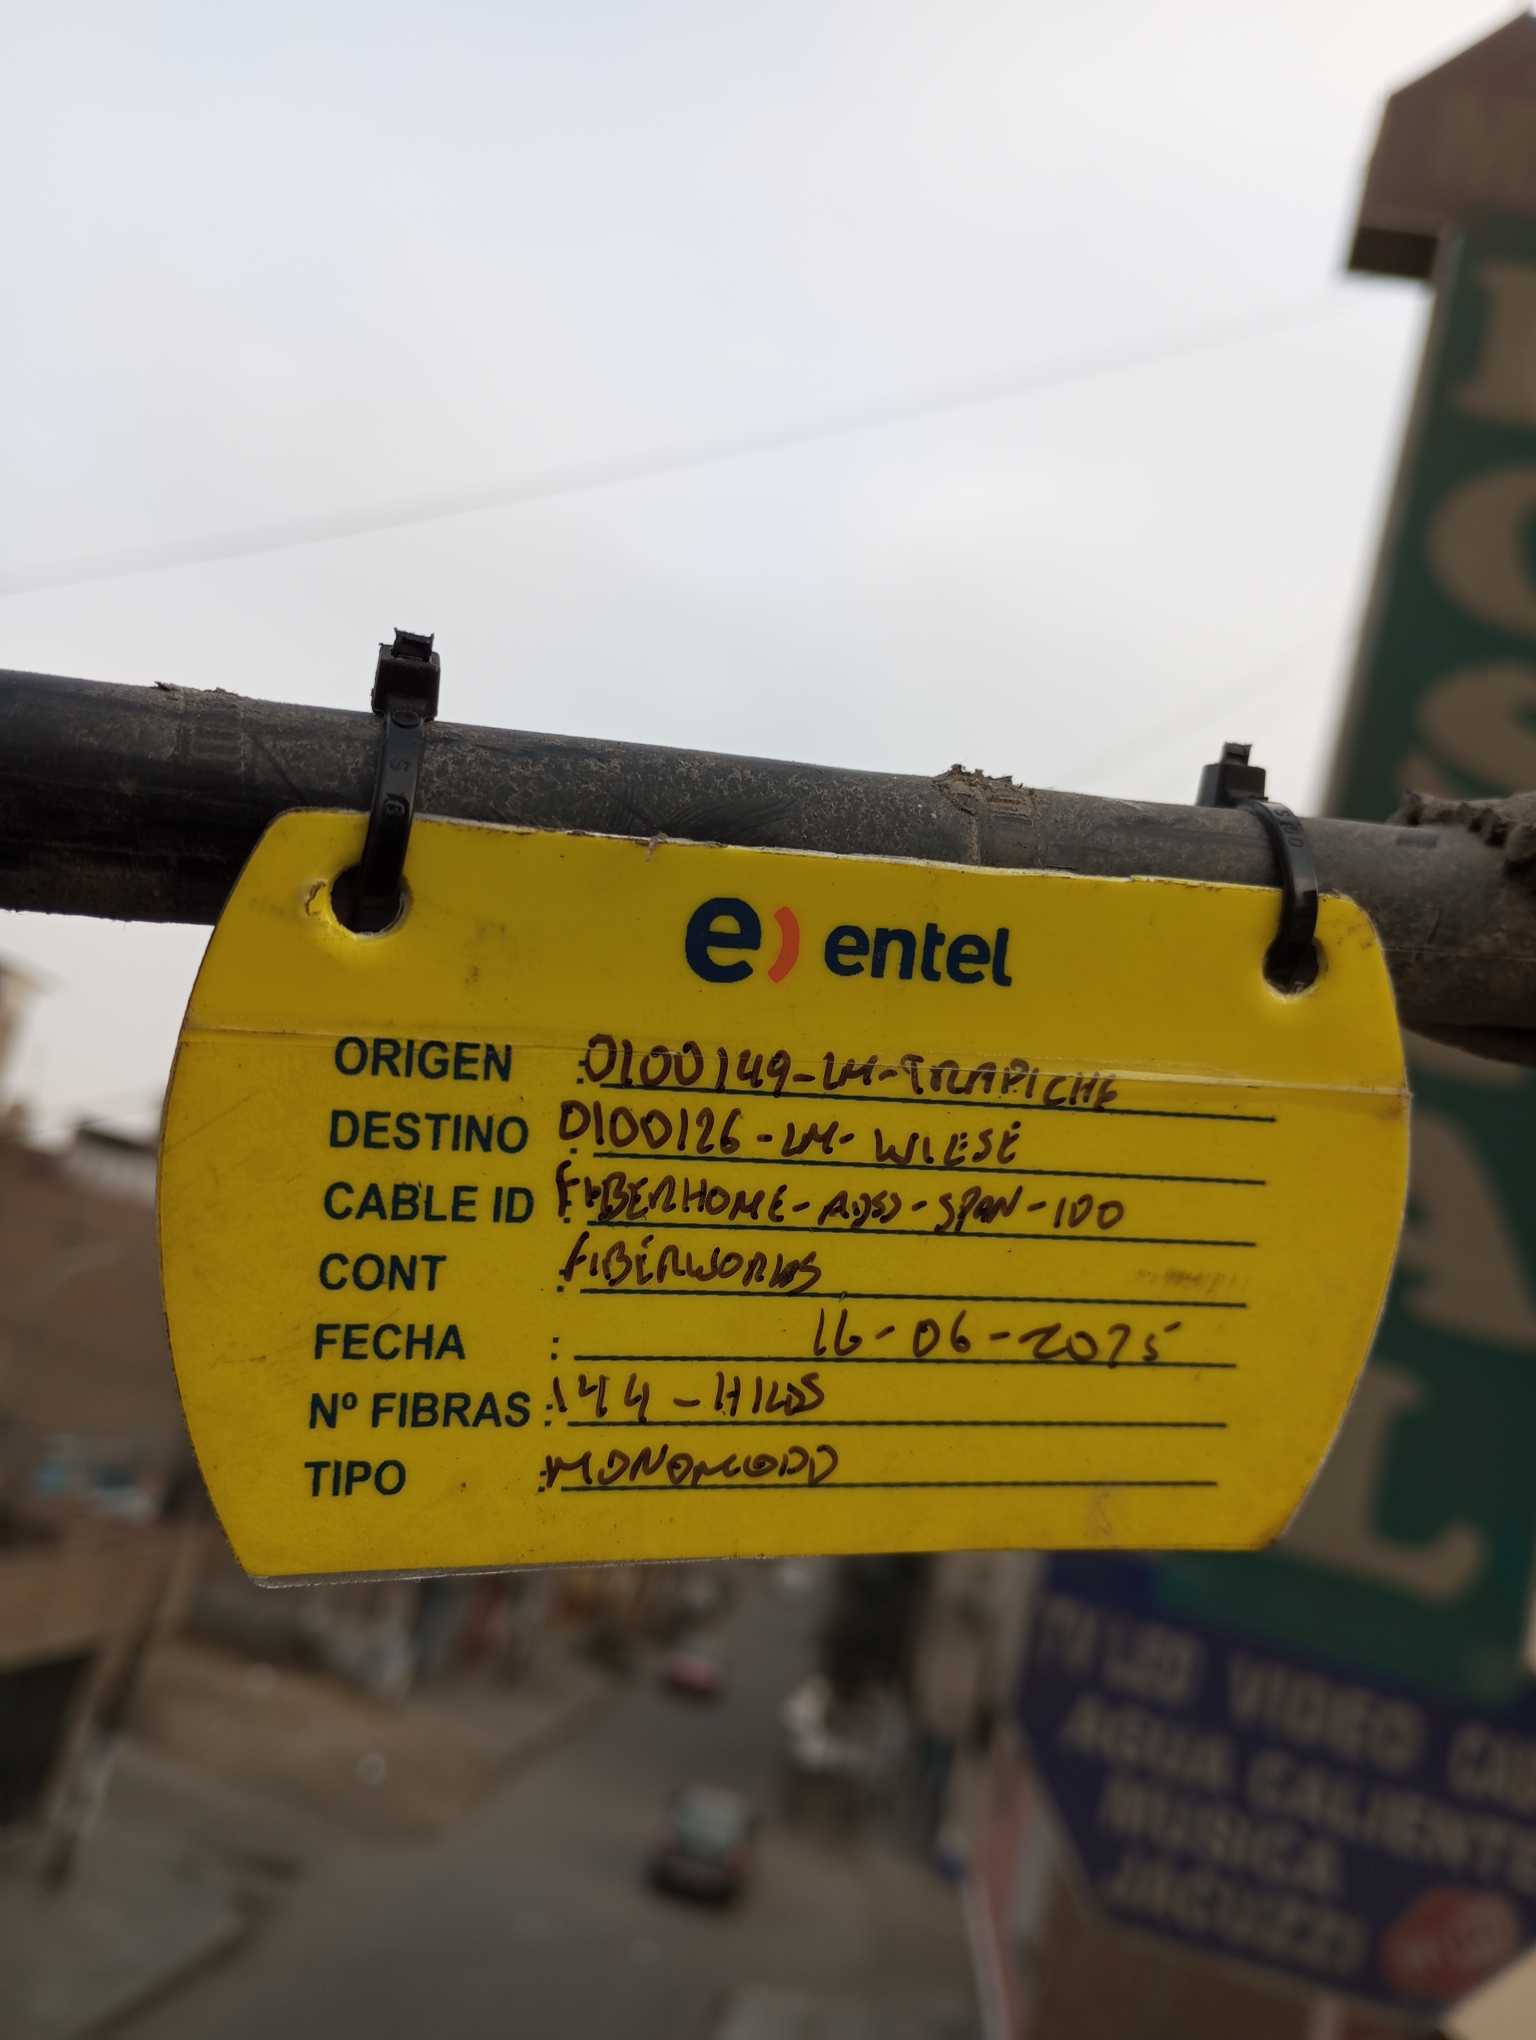 e) entel
ORIGEN : 0100149-LM-TRAPICHE
DESTINO : 0100126-LM-WIESE
CABLE ID : FIBERHOME-ADSS-SPAN-100
CONT : FIBERWORKS
FECHA : 16-06-2025
Nº FIBRAS : 144-HILOS
TIPO : MONOMODO
TV LED VIDEO
AGUA CALIENTE
MUSICA
JACUZZI